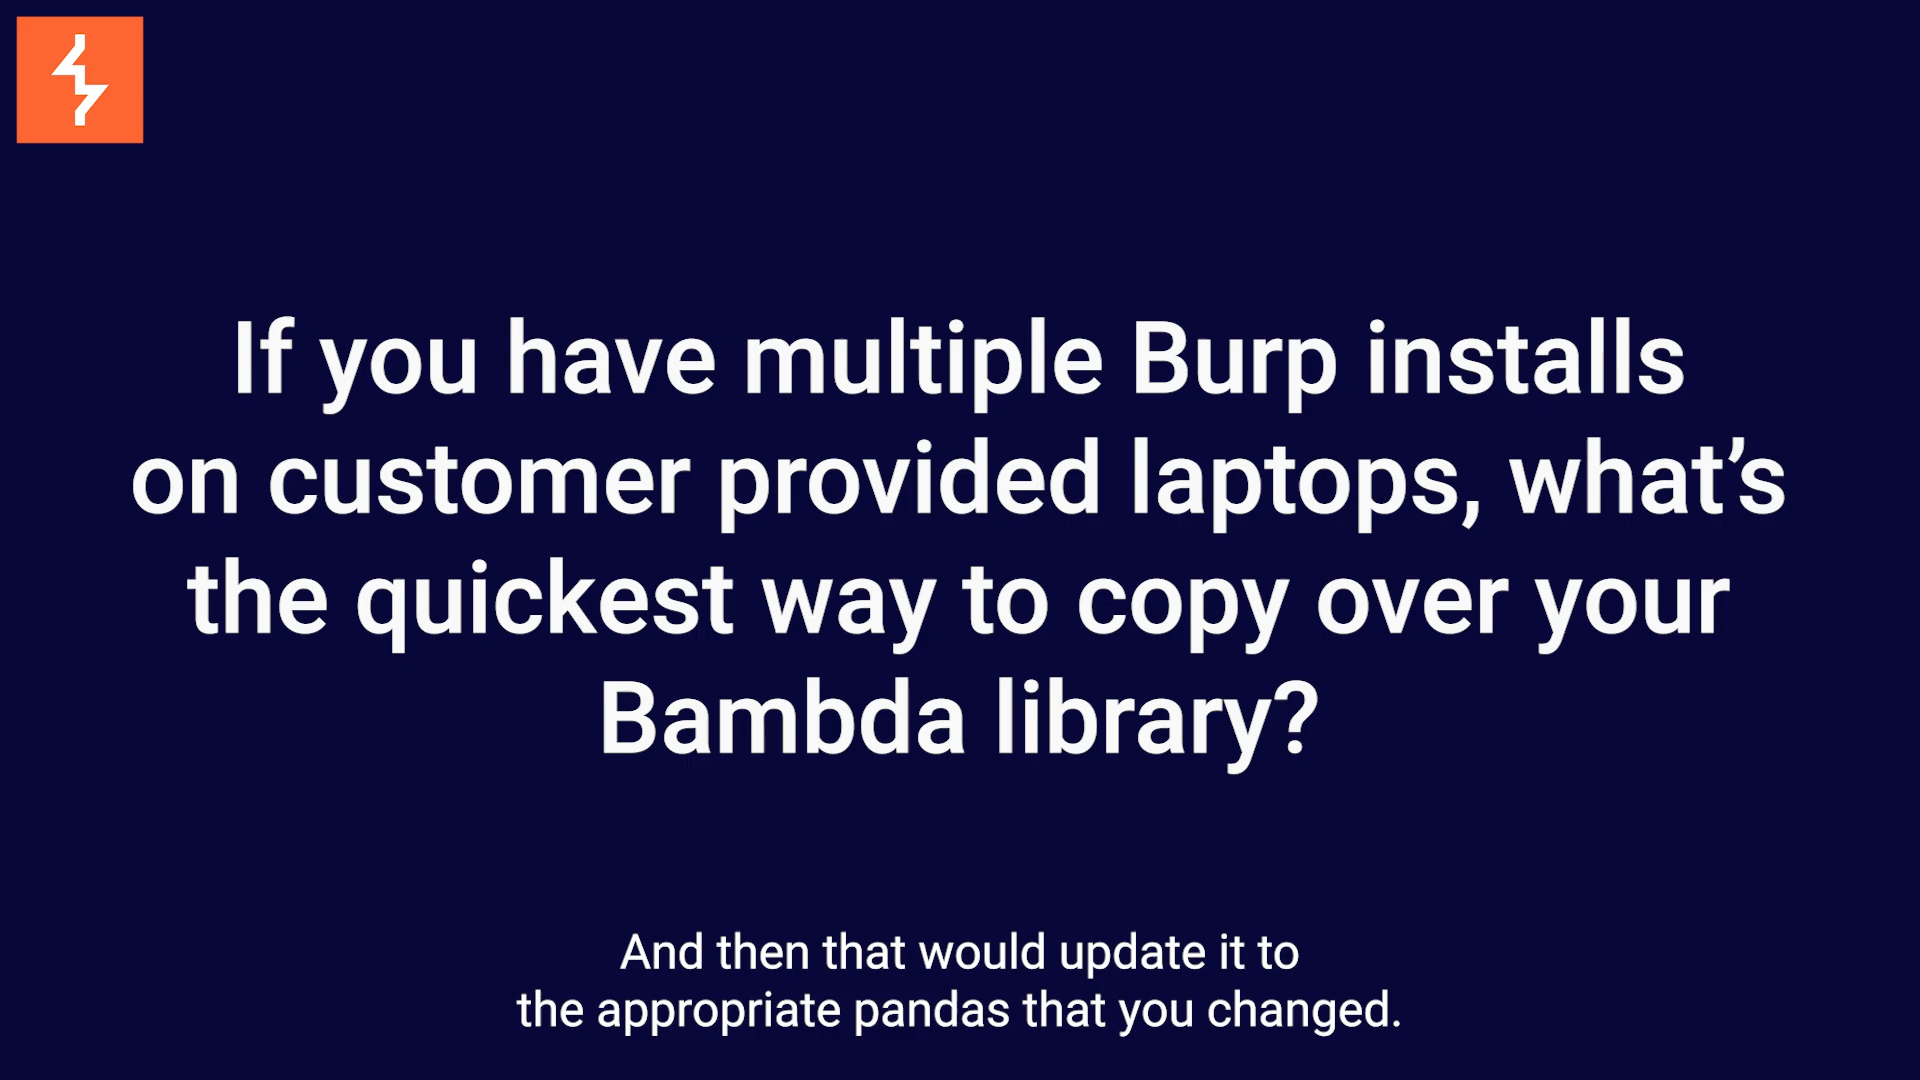 If you have multiple Burp installs
on customer provided laptops, what’s
the quickest way to copy over your
Bambda library?
And then that would update it to
the appropriate pandas that you changed.